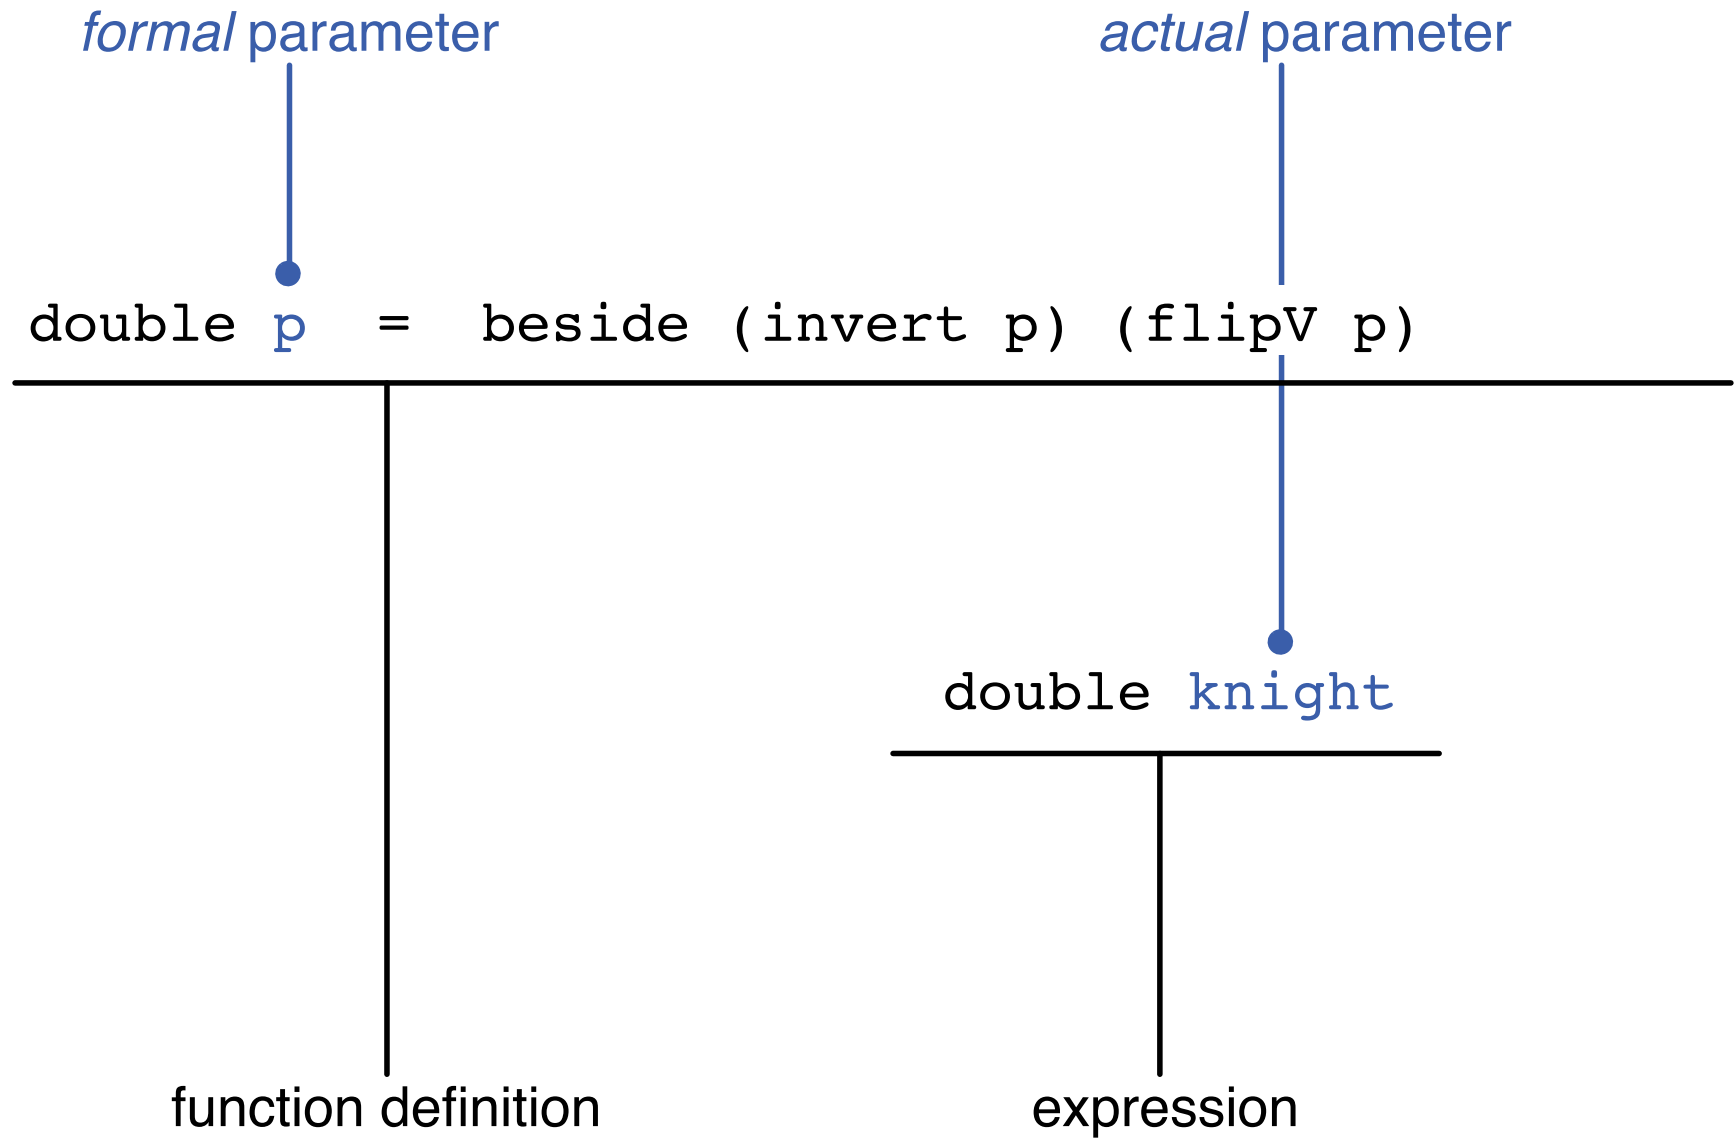 formal parameter actual parameter
double p = beside (invert p) (flipV p)
double knight
function definition expression